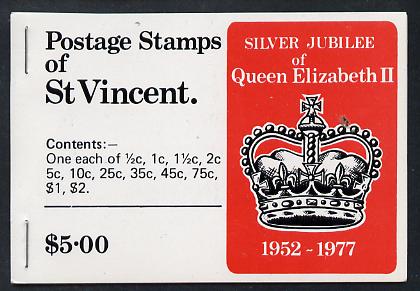 Postage Stamps
of
St Vincent.
Contents:—
One each of ½c, 1c, 1½c, 2c
5c, 10c, 25c, 35c, 45c, 75c,
$1, $2.
$5·00
SILVER JUBILEE
of
Queen Elizabeth II
1952 ~ 1977